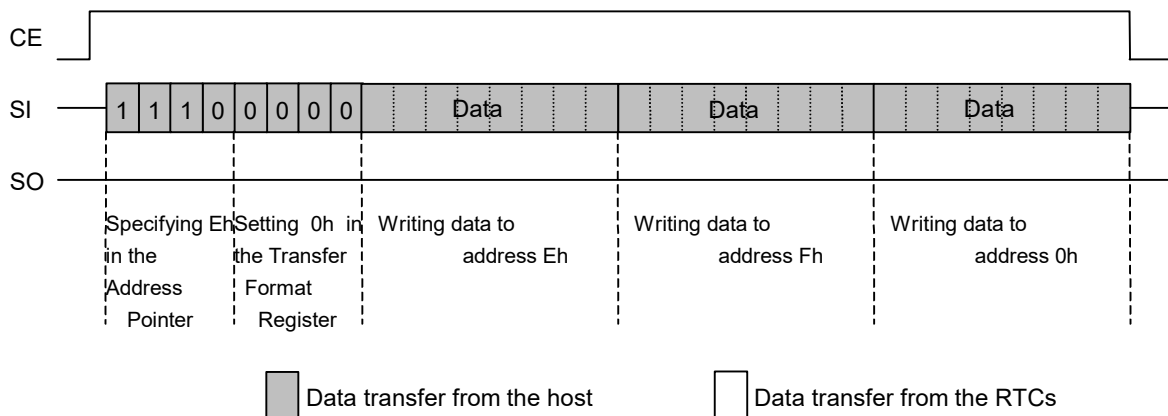 CE
SI 1 1 1 0 0 0 0 0 Data Data Data
SO
Specifying Eh Setting 0h in Writing data to Writing data to Writing data to
in the the Transfer address Eh address Fh address 0h
Address Format
Pointer Register
Data transfer from the host Data transfer from the RTCs